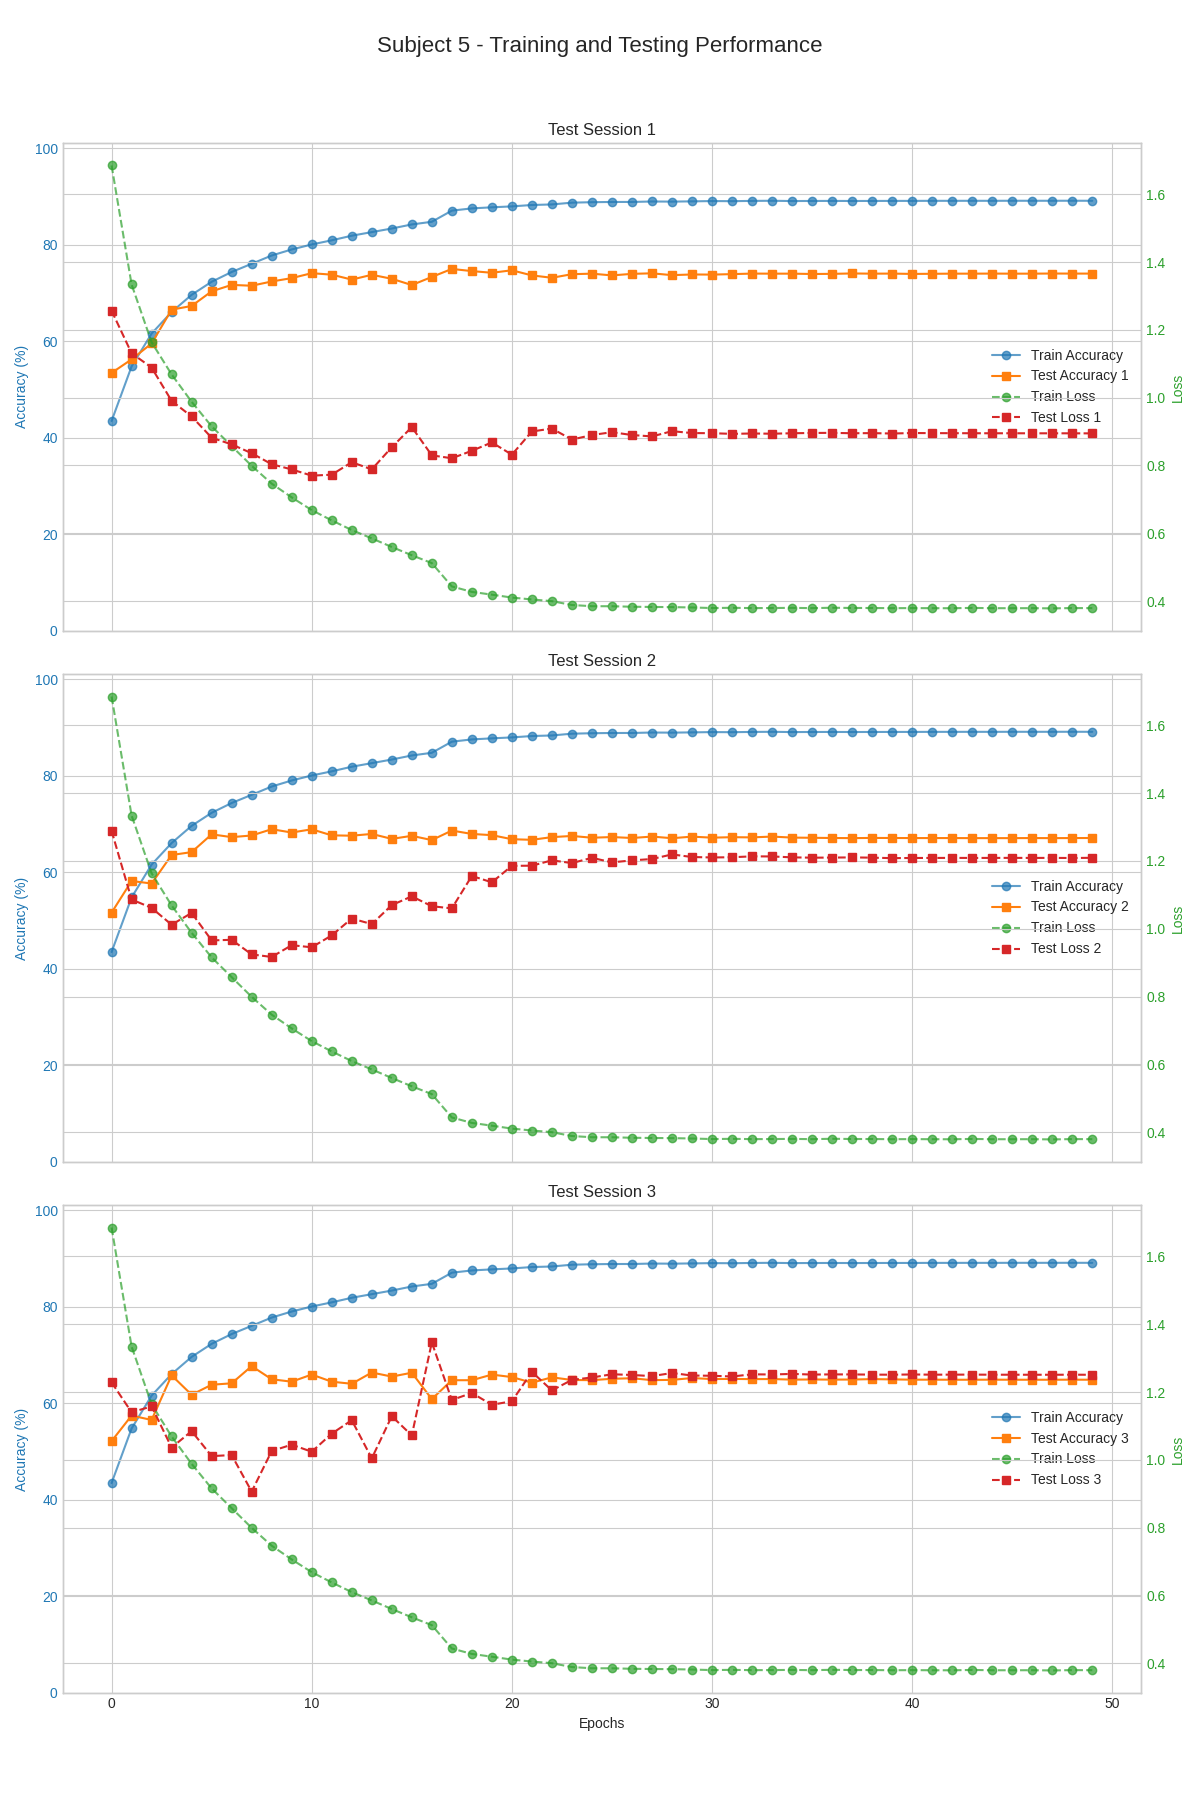 Subject 5 - Training and Testing Performance
Test Session 1
100
80
60
40
20
0
Accuracy (%)
1.6
1.4
1.2
1.0
0.8
0.6
0.4
Loss
Train Accuracy
Test Accuracy 1
Train Loss
Test Loss 1
Test Session 2
100
80
60
40
20
0
Accuracy (%)
1.6
1.4
1.2
1.0
0.8
0.6
0.4
Loss
Train Accuracy
Test Accuracy 2
Train Loss
Test Loss 2
Test Session 3
100
80
60
40
20
0
Accuracy (%)
1.6
1.4
1.2
1.0
0.8
0.6
0.4
Loss
Train Accuracy
Test Accuracy 3
Train Loss
Test Loss 3
0 10 20 30 40 50
Epochs